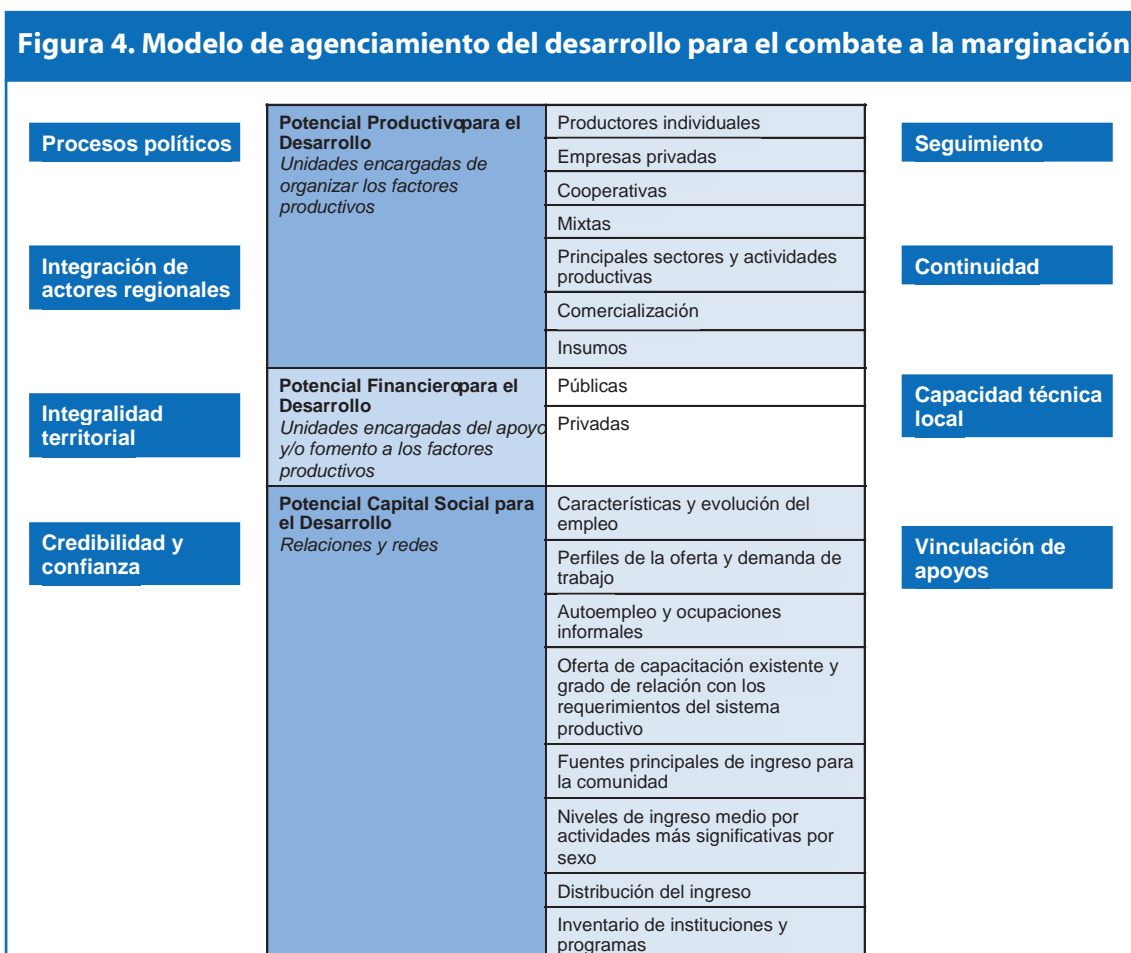 Figura 4. Modelo de agenciamiento del desarrollo para el combate a la marginación
Procesos políticos
Integración de
actores regionales
Integralidad
territorial
Credibilidad y
confianza
Potencial Productivopara el
Desarrollo
Unidades encargadas de
organizar los factores
productivos
Productores individuales
Empresas privadas
Cooperativas
Mixtas
Principales sectores y actividades
productivas
Comercialización
Insumos
Potencial Financieropara el
Desarrollo
Unidades encargadas del apoyo
y/o fomento a los factores
productivos
Públicas
Privadas
Potencial Capital Social para
el Desarrollo
Relaciones y redes
Características y evolución del
empleo
Perfiles de la oferta y demanda de
trabajo
Autoempleo y ocupaciones
informales
Oferta de capacitación existente y
grado de relación con los
requerimientos del sistema
productivo
Fuentes principales de ingreso para
la comunidad
Niveles de ingreso medio por
actividades más significativas por
sexo
Distribución del ingreso
Inventario de instituciones y
programas
Seguimiento
Continuidad
Capacidad técnica
local
Vinculación de
apoyos